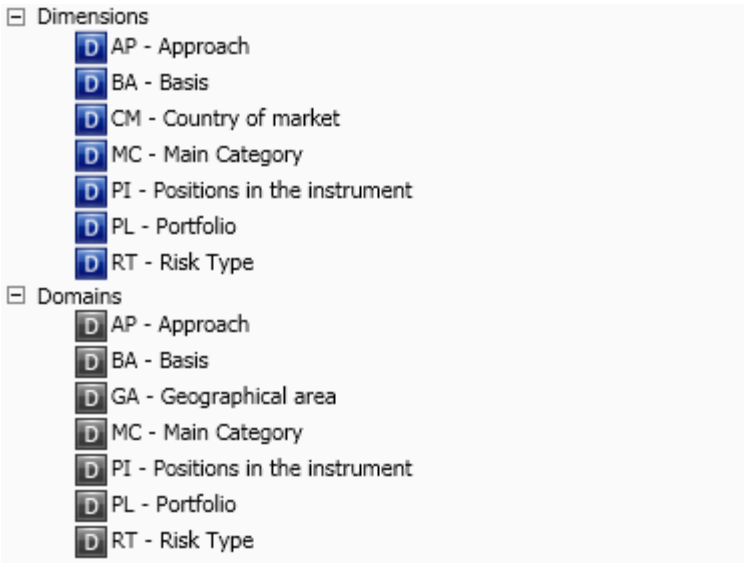 Dimensions
D AP - Approach
D BA - Basis
D CM - Country of market
D MC - Main Category
D PI - Positions in the instrument
D PL - Portfolio
D RT - Risk Type
Domains
D AP - Approach
D BA - Basis
D GA - Geographical area
D MC - Main Category
D PI - Positions in the instrument
D PL - Portfolio
D RT - Risk Type